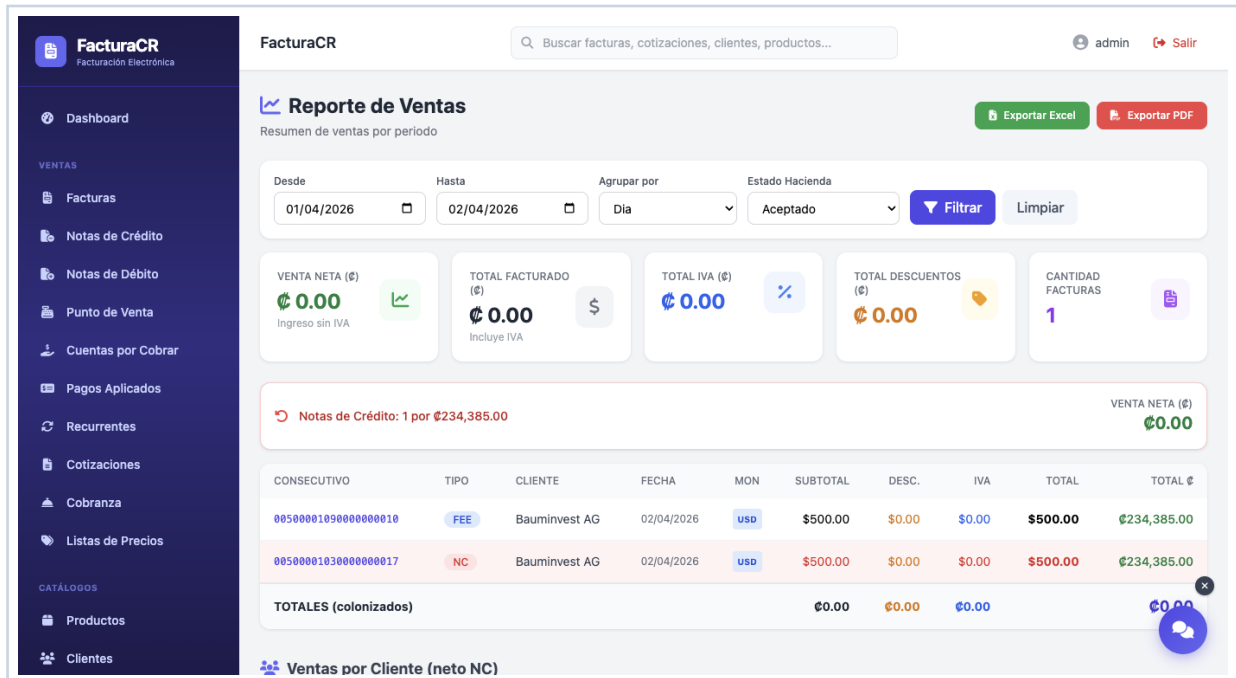 FacturaCR
Facturación Electrónica
Dashboard
VENTAS
Facturas
Notas de Crédito
Notas de Débito
Punto de Venta
Cuentas por Cobrar
Pagos Aplicados
Recurrentes
Cotizaciones
Cobranza
Listas de Precios
CATÁLOGOS
Productos
Clientes
FacturaCR
Buscar facturas, cotizaciones, clientes, productos...
admin
Salir
Reporte de Ventas
Resumen de ventas por periodo
Exportar Excel
Exportar PDF
Desde
01/04/2026
Hasta
02/04/2026
Agrupar por
Dia
Estado Hacienda
Aceptado
Filtrar
Limpiar
VENTA NETA (₡)
₡ 0.00
Ingreso sin IVA
TOTAL FACTURADO
(₡)
₡ 0.00
Incluye IVA
$
TOTAL IVA (₡)
₡ 0.00
%
TOTAL DESCUENTOS
(₡)
₡ 0.00
CANTIDAD
FACTURAS
1
Notas de Crédito: 1 por ₡234,385.00
VENTA NETA (₡)
₡0.00
CONSECUTIVO TIPO CLIENTE FECHA MON SUBTOTAL DESC. IVA TOTAL TOTAL ₡
00500001090000000010 FEE Bauminvest AG 02/04/2026 USD $500.00 $0.00 $0.00 $500.00 ₡234,385.00
00500001030000000017 NC Bauminvest AG 02/04/2026 USD $500.00 $0.00 $0.00 $500.00 ₡234,385.00
TOTALES (colonizados) ₡0.00 ₡0.00 ₡0.00 ₡0.00
Ventas por Cliente (neto NC)